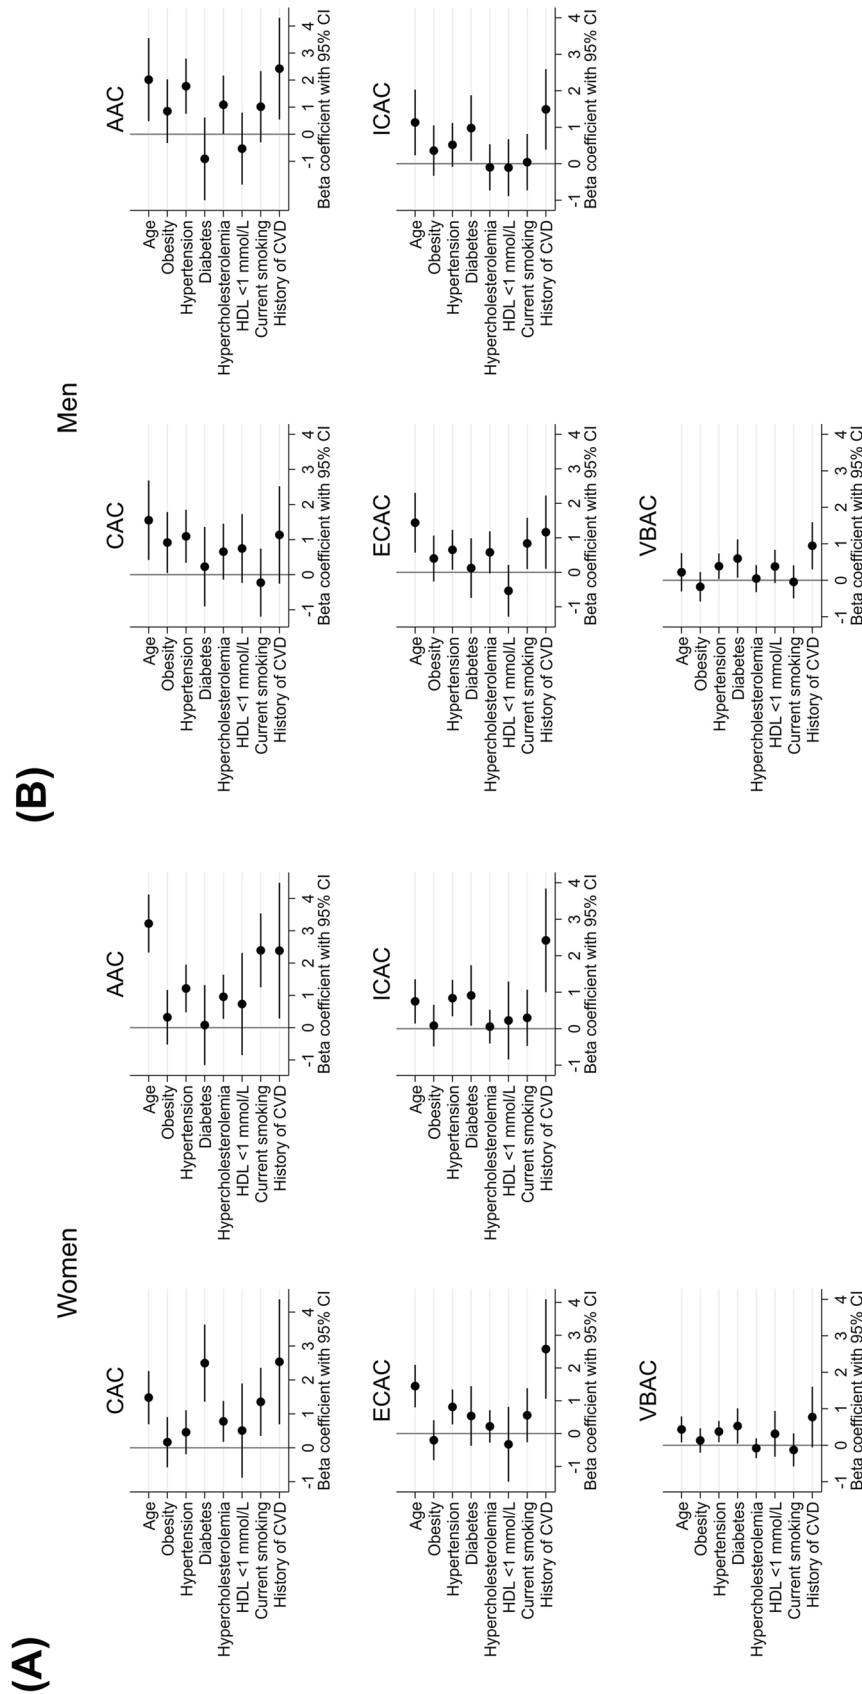 (A)
Women
CAC
Age
Obesity
Hypertension
Diabetes
Hypercholesterolemia
HDL <1 mmol/L
Current smoking
History of CVD
-1 0 1 2 3 4
Beta coefficient with 95% CI
AAC
Age
Obesity
Hypertension
Diabetes
Hypercholesterolemia
HDL <1 mmol/L
Current smoking
History of CVD
-1 0 1 2 3 4
Beta coefficient with 95% CI
ECAC
Age
Obesity
Hypertension
Diabetes
Hypercholesterolemia
HDL <1 mmol/L
Current smoking
History of CVD
-1 0 1 2 3 4
Beta coefficient with 95% CI
ICAC
Age
Obesity
Hypertension
Diabetes
Hypercholesterolemia
HDL <1 mmol/L
Current smoking
History of CVD
-1 0 1 2 3 4
Beta coefficient with 95% CI
VBAC
Age
Obesity
Hypertension
Diabetes
Hypercholesterolemia
HDL <1 mmol/L
Current smoking
History of CVD
-1 0 1 2 3 4
Beta coefficient with 95% CI
(B)
Men
CAC
Age
Obesity
Hypertension
Diabetes
Hypercholesterolemia
HDL <1 mmol/L
Current smoking
History of CVD
-1 0 1 2 3 4
Beta coefficient with 95% CI
AAC
Age
Obesity
Hypertension
Diabetes
Hypercholesterolemia
HDL <1 mmol/L
Current smoking
History of CVD
-1 0 1 2 3 4
Beta coefficient with 95% CI
ECAC
Age
Obesity
Hypertension
Diabetes
Hypercholesterolemia
HDL <1 mmol/L
Current smoking
History of CVD
-1 0 1 2 3 4
Beta coefficient with 95% CI
ICAC
Age
Obesity
Hypertension
Diabetes
Hypercholesterolemia
HDL <1 mmol/L
Current smoking
History of CVD
-1 0 1 2 3 4
Beta coefficient with 95% CI
VBAC
Age
Obesity
Hypertension
Diabetes
Hypercholesterolemia
HDL <1 mmol/L
Current smoking
History of CVD
-1 0 1 2 3 4
Beta coefficient with 95% CI